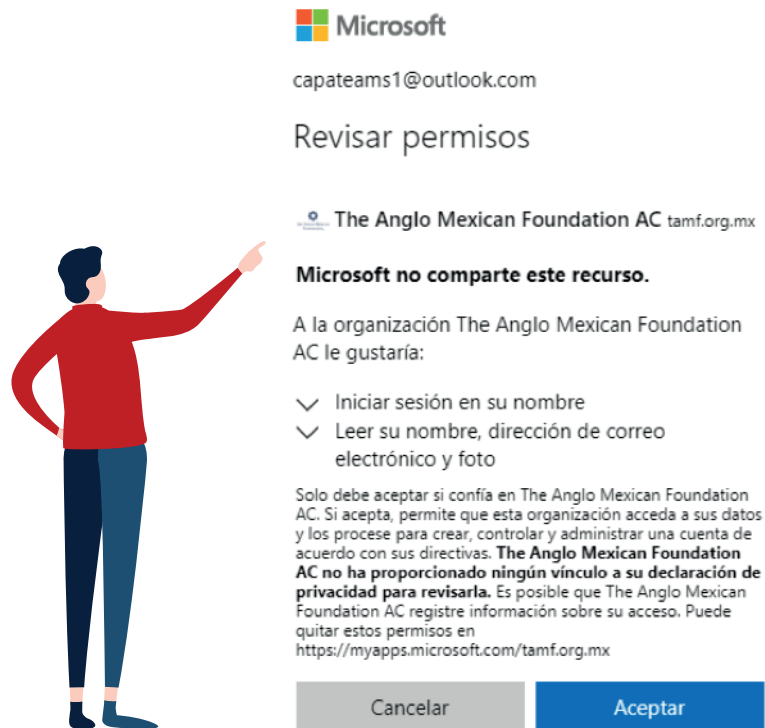 Microsoft
capateams1@outlook.com
Revisar permisos
The Anglo Mexican Foundation AC tamf.org.mx
Microsoft no comparte este recurso.
A la organización The Anglo Mexican Foundation
AC le gustaría:
Iniciar sesión en su nombre
Leer su nombre, dirección de correo
electrónico y foto
Solo debe aceptar si confía en The Anglo Mexican Foundation
AC. Si acepta, permite que esta organización acceda a sus datos
y los procese para crear, controlar y administrar una cuenta de
acuerdo con sus directivas. The Anglo Mexican Foundation
AC no ha proporcionado ningún vínculo a su declaración de
privacidad para revisarla. Es posible que The Anglo Mexican
Foundation AC registre información sobre su acceso. Puede
quitar estos permisos en
https://myapps.microsoft.com/tamf.org.mx
Cancelar
Aceptar